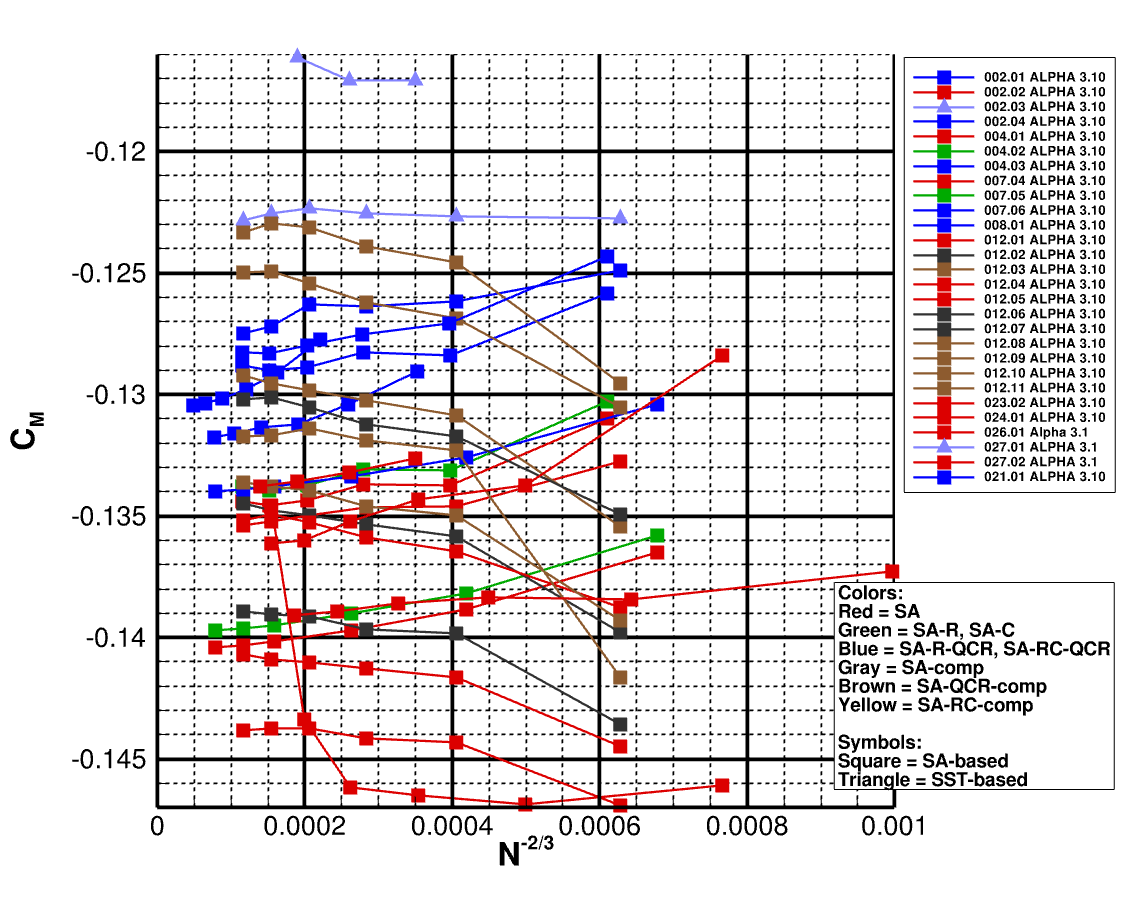 -0.12
-0.125
-0.13
-0.135
-0.14
-0.145
CM
0
0.0002
0.0004
0.0006
0.0008
0.001
N-2/3
002.01 ALPHA 3.10
002.02 ALPHA 3.10
002.03 ALPHA 3.10
002.04 ALPHA 3.10
004.01 ALPHA 3.10
004.02 ALPHA 3.10
004.03 ALPHA 3.10
007.04 ALPHA 3.10
007.05 ALPHA 3.10
007.06 ALPHA 3.10
008.01 ALPHA 3.10
012.01 ALPHA 3.10
012.02 ALPHA 3.10
012.03 ALPHA 3.10
012.04 ALPHA 3.10
012.05 ALPHA 3.10
012.06 ALPHA 3.10
012.07 ALPHA 3.10
012.08 ALPHA 3.10
012.09 ALPHA 3.10
012.10 ALPHA 3.10
012.11 ALPHA 3.10
023.02 ALPHA 3.10
024.01 ALPHA 3.10
026.01 Alpha 3.1
027.01 ALPHA 3.1
027.02 ALPHA 3.1
021.01 ALPHA 3.10
Colors:
Red = SA
Green = SA-R, SA-C
Blue = SA-R-QCR, SA-RC-QCR
Gray = SA-comp
Brown = SA-QCR-comp
Yellow = SA-RC-comp
Symbols:
Square = SA-based
Triangle = SST-based